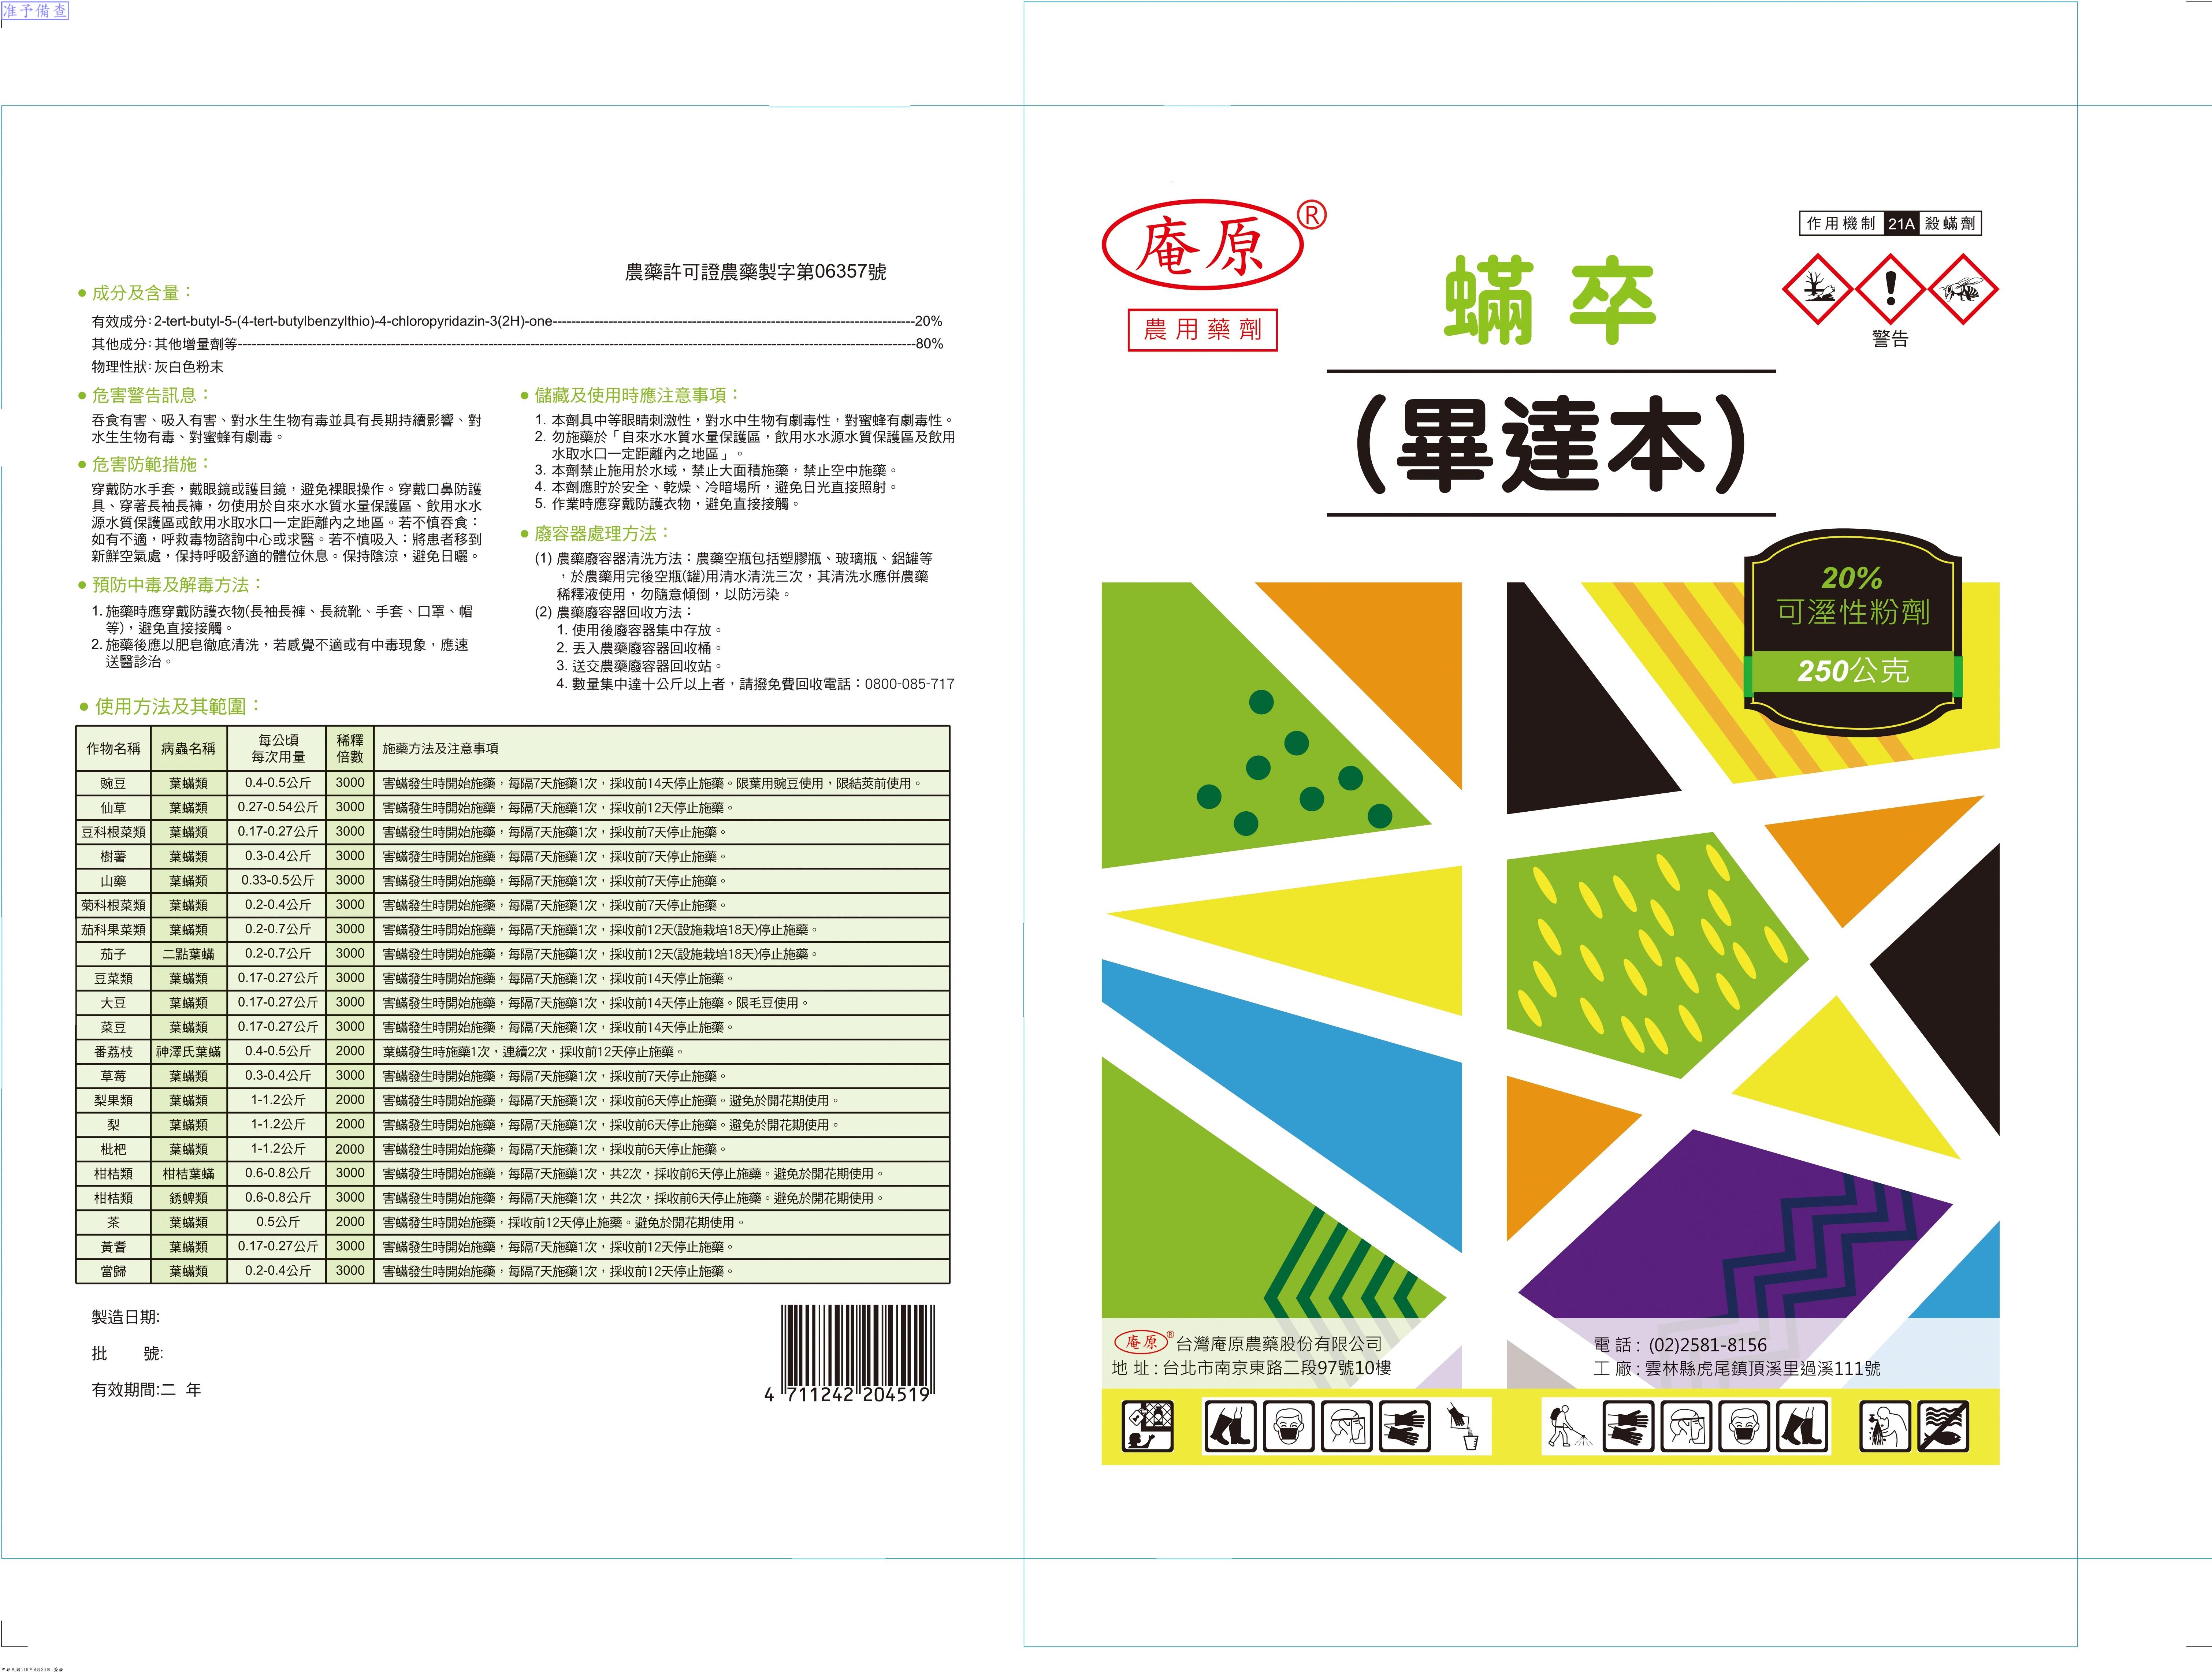 准予備查
農藥許可證農藥製字第06357號
● 成分及含量：
有效成分:2-tert-butyl-5-(4-tert-butylbenzylthio)-4-chloropyridazin-3(2H)-one------------------------------20%
其他成分:其他增量劑等------------------------------80%
物理性狀:灰白色粉末
● 危害警告訊息：
吞食有害、吸入有害、對水生生物有毒並具有長期持續影響、對
水生生物有毒、對蜜蜂有劇毒。
● 危害防範措施：
穿戴防水手套，戴眼鏡或護目鏡，避免裸眼操作。穿戴口鼻防護
具、穿著長袖長褲，勿使用於自來水水質水量保護區、飲用水水
源水質保護區或飲用水取水口一定距離內之地區。若不慎吞食：
如有不適，呼救毒物諮詢中心或求醫。若不慎吸入：將患者移到
新鮮空氣處，保持呼吸舒適的體位休息。保持陰涼，避免日曬。
● 預防中毒及解毒方法：
1. 施藥時應穿戴防護衣物(長袖長褲、長統靴、手套、口罩、帽
等)，避免直接接觸。
2. 施藥後應以肥皂徹底清洗，若感覺不適或有中毒現象，應速
送醫診治。
● 儲藏及使用時應注意事項：
1. 本劑具中等眼睛刺激性，對水中生物有劇毒性，對蜜蜂有劇毒性。
2. 勿施藥於「自來水水質水量保護區，飲用水水源水質保護區及飲用
水取水口一定距離內之地區」。
3. 本劑禁止施用於水域，禁止大面積施藥，禁止空中施藥。
4. 本劑應貯於安全、乾燥、冷暗場所，避免日光直接照射。
5. 作業時應穿戴防護衣物，避免直接接觸。
● 廢容器處理方法：
(1) 農藥廢容器清洗方法：農藥空瓶包括塑膠瓶、玻璃瓶、鋁罐等
，於農藥用完後空瓶(罐)用清水清洗三次，其清洗水應併農藥
稀釋液使用，勿隨意傾倒，以防污染。
(2) 農藥廢容器回收方法：
1. 使用後廢容器集中存放。
2. 丟入農藥廢容器回收桶。
3. 送交農藥廢容器回收站。
4. 數量集中達十公斤以上者，請撥免費回收電話：0800-085-717
● 使用方法及其範圍：
作物名稱 病蟲名稱 每公頃每次用量 稀釋倍數 施藥方法及注意事項
豌豆 葉蟎類 0.4-0.5公斤 3000 害蟎發生時開始施藥，每隔7天施藥1次，採收前14天停止施藥。限葉用豌豆使用，限結莢前使用。
仙草 葉蟎類 0.27-0.54公斤 3000 害蟎發生時開始施藥，每隔7天施藥1次，採收前12天停止施藥。
豆科根菜類 葉蟎類 0.17-0.27公斤 3000 害蟎發生時開始施藥，每隔7天施藥1次，採收前7天停止施藥。
樹薯 葉蟎類 0.3-0.4公斤 3000 害蟎發生時開始施藥，每隔7天施藥1次，採收前7天停止施藥。
山藥 葉蟎類 0.33-0.5公斤 3000 害蟎發生時開始施藥，每隔7天施藥1次，採收前7天停止施藥。
菊科根菜類 葉蟎類 0.2-0.4公斤 3000 害蟎發生時開始施藥，每隔7天施藥1次，採收前7天停止施藥。
茄科果菜類 葉蟎類 0.2-0.7公斤 3000 害蟎發生時開始施藥，每隔7天施藥1次，採收前12天(設施栽培18天)停止施藥。
茄子 二點葉蟎 0.2-0.7公斤 3000 害蟎發生時開始施藥，每隔7天施藥1次，採收前12天(設施栽培18天)停止施藥。
豆菜類 葉蟎類 0.17-0.27公斤 3000 害蟎發生時開始施藥，每隔7天施藥1次，採收前14天停止施藥。
大豆 葉蟎類 0.17-0.27公斤 3000 害蟎發生時開始施藥，每隔7天施藥1次，採收前14天停止施藥。限毛豆使用。
菜豆 葉蟎類 0.17-0.27公斤 3000 害蟎發生時開始施藥，每隔7天施藥1次，採收前14天停止施藥。
番荔枝 神澤氏葉蟎 0.4-0.5公斤 2000 葉蟎發生時施藥1次，連續2次，採收前12天停止施藥。
草莓 葉蟎類 0.3-0.4公斤 3000 害蟎發生時開始施藥，每隔7天施藥1次，採收前7天停止施藥。
梨果類 葉蟎類 1-1.2公斤 2000 害蟎發生時開始施藥，每隔7天施藥1次，採收前6天停止施藥。避免於開花期使用。
梨 葉蟎類 1-1.2公斤 2000 害蟎發生時開始施藥，每隔7天施藥1次，採收前6天停止施藥。避免於開花期使用。
枇杷 葉蟎類 1-1.2公斤 2000 害蟎發生時開始施藥，每隔7天施藥1次，採收前6天停止施藥。
柑桔類 柑桔葉蟎 0.6-0.8公斤 3000 害蟎發生時開始施藥，每隔7天施藥1次，共2次，採收前6天停止施藥。避免於開花期使用。
柑桔類 銹蜱類 0.6-0.8公斤 3000 害蟎發生時開始施藥，每隔7天施藥1次，共2次，採收前6天停止施藥。避免於開花期使用。
茶 葉蟎類 0.5公斤 2000 害蟎發生時開始施藥，採收前12天停止施藥。避免於開花期使用。
黃耆 葉蟎類 0.17-0.27公斤 3000 害蟎發生時開始施藥，每隔7天施藥1次，採收前12天停止施藥。
當歸 葉蟎類 0.2-0.4公斤 3000 害蟎發生時開始施藥，每隔7天施藥1次，採收前12天停止施藥。
製造日期:
批 號:
有效期間:二 年
4 711242 204519
庵原®
農用藥劑
蟎卒
(畢達本)
作用機制 21A 殺蟎劑
警告
20%
可溼性粉劑
250公克
庵原® 台灣庵原農藥股份有限公司
地 址 : 台北市南京東路二段97號10樓
電 話 : (02)2581-8156
工 廠 : 雲林縣虎尾鎮頂溪里過溪111號